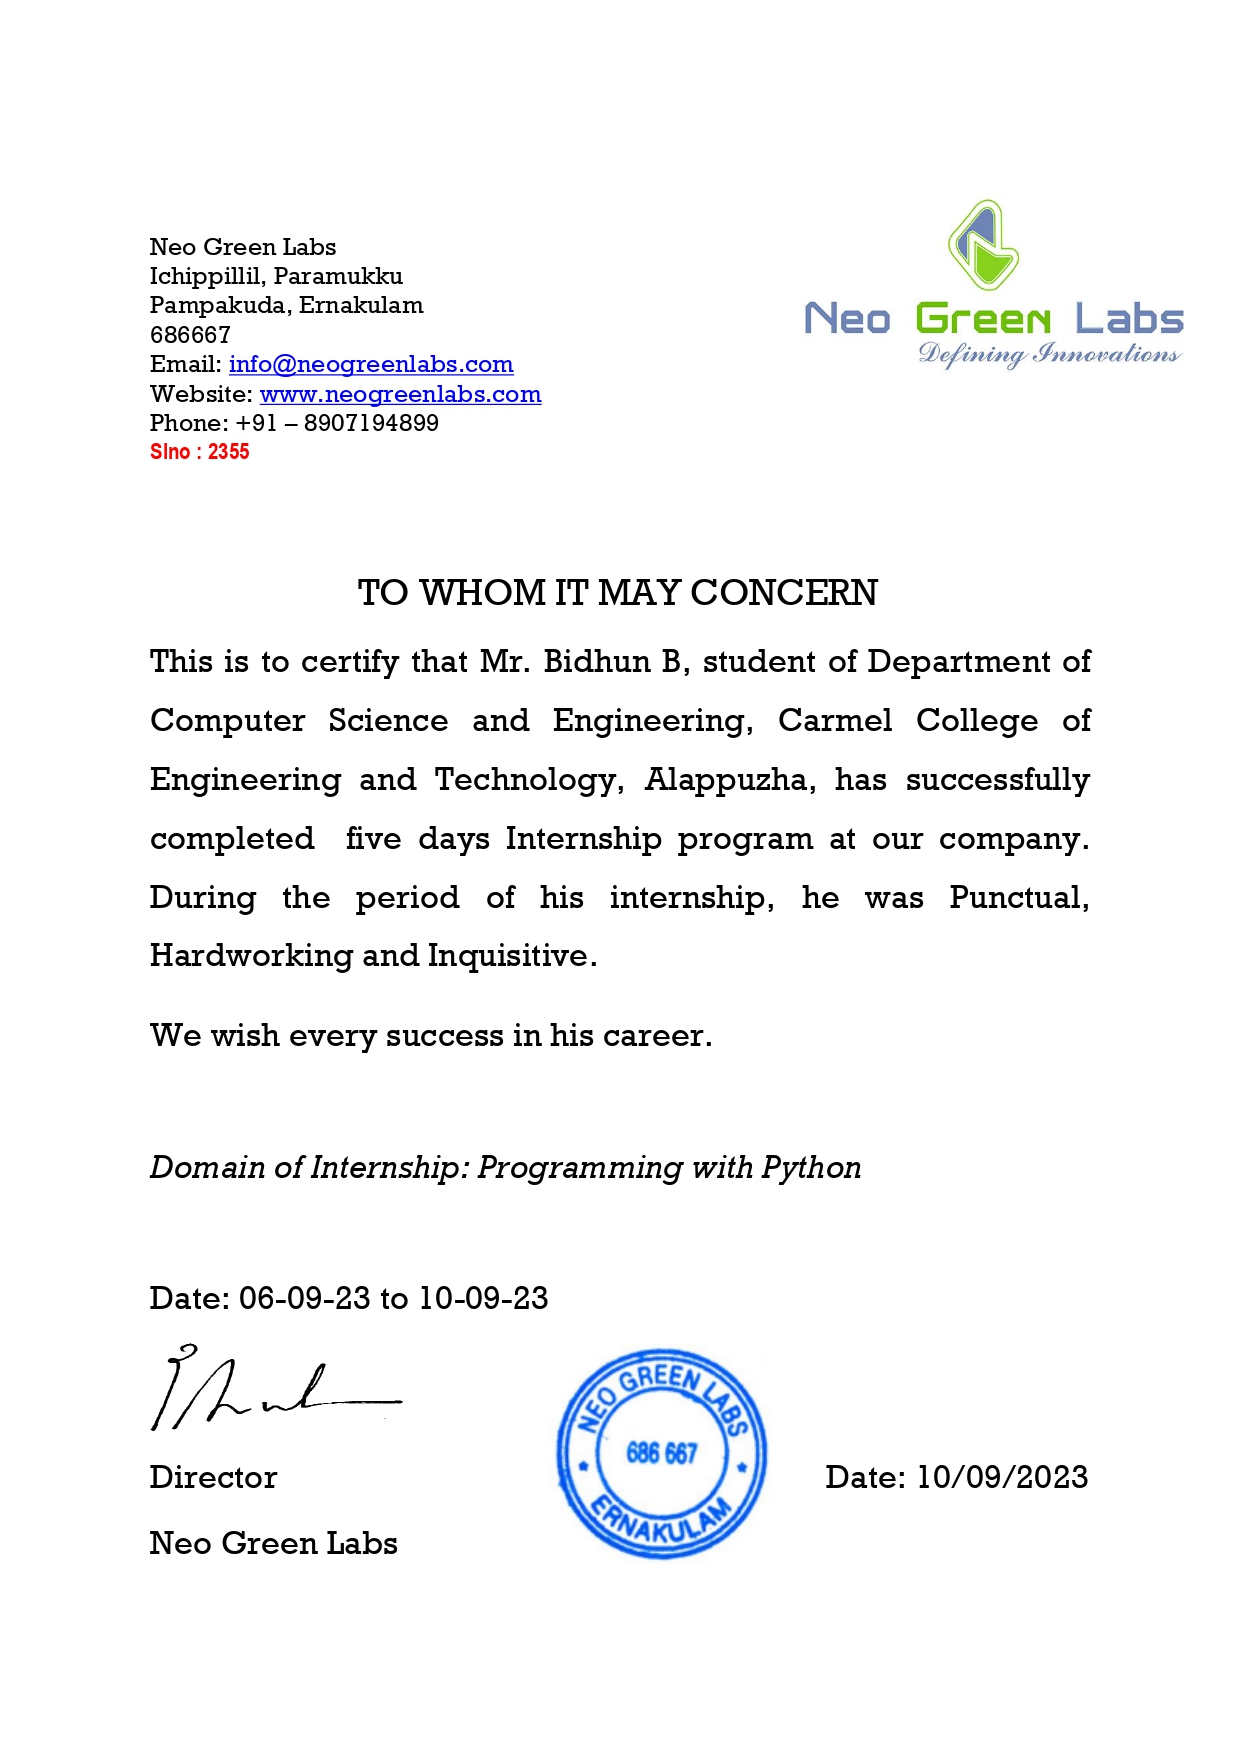 Neo Green Labs
Ichippillil, Paramukku
Pampakuda, Ernakulam
686667
Email: info@neogreenlabs.com
Website: www.neogreenlabs.com
Phone: +91 – 8907194899
Slno : 2355
Neo Green Labs
Defining Innovations
TO WHOM IT MAY CONCERN
This is to certify that Mr. Bidhun B, student of Department of
Computer Science and Engineering, Carmel College of
Engineering and Technology, Alappuzha, has successfully
completed five days Internship program at our company.
During the period of his internship, he was Punctual,
Hardworking and Inquisitive.
We wish every success in his career.
Domain of Internship: Programming with Python
Date: 06-09-23 to 10-09-23
NEO GREEN LABS
686 667
ERNAKULAM
Director
Date: 10/09/2023
Neo Green Labs